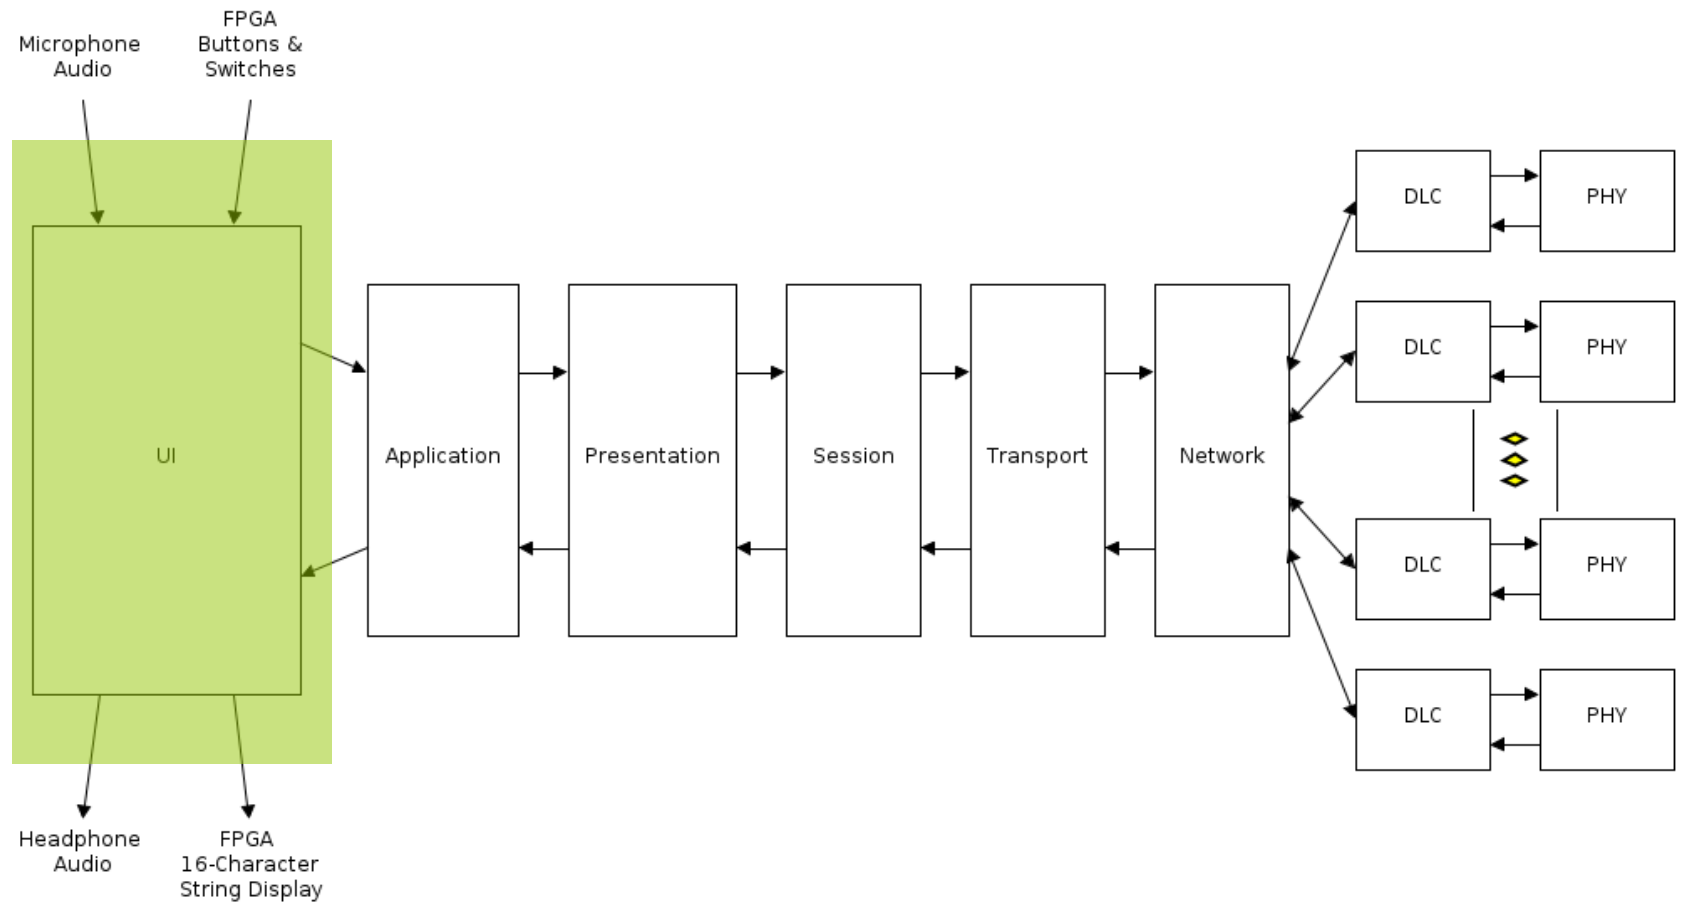 Microphone
Audio
FPGA
Buttons &
Switches
UI
Application
Presentation
Session
Transport
Network
DLC
PHY
DLC
PHY
DLC
PHY
DLC
PHY
Headphone
Audio
FPGA
16-Character
String Display